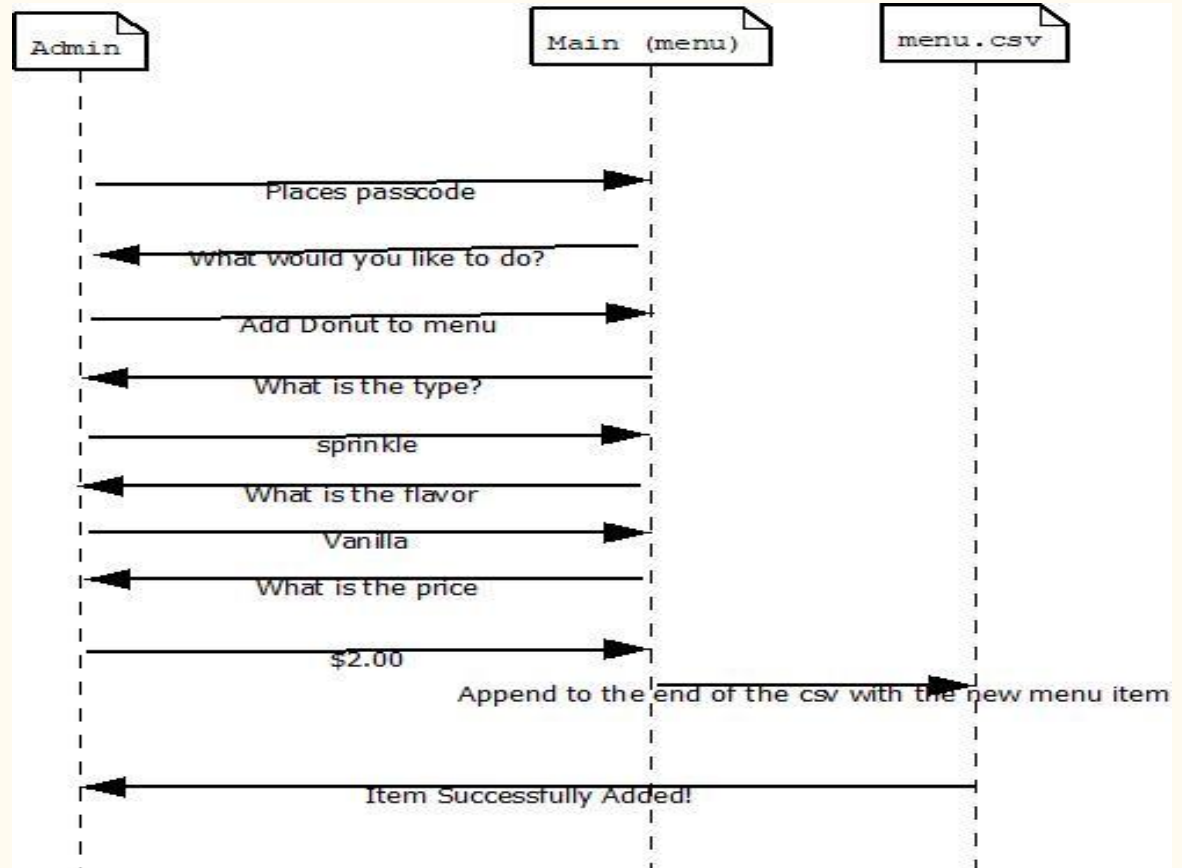 Admin
Main (menu)
menu.csv
Places passcode
What would you like to do?
Add Donut to menu
What is the type?
sprinkle
What is the flavor
Vanilla
What is the price
$2.00
Append to the end of the csv with the new menu item
Item Successfully Added!